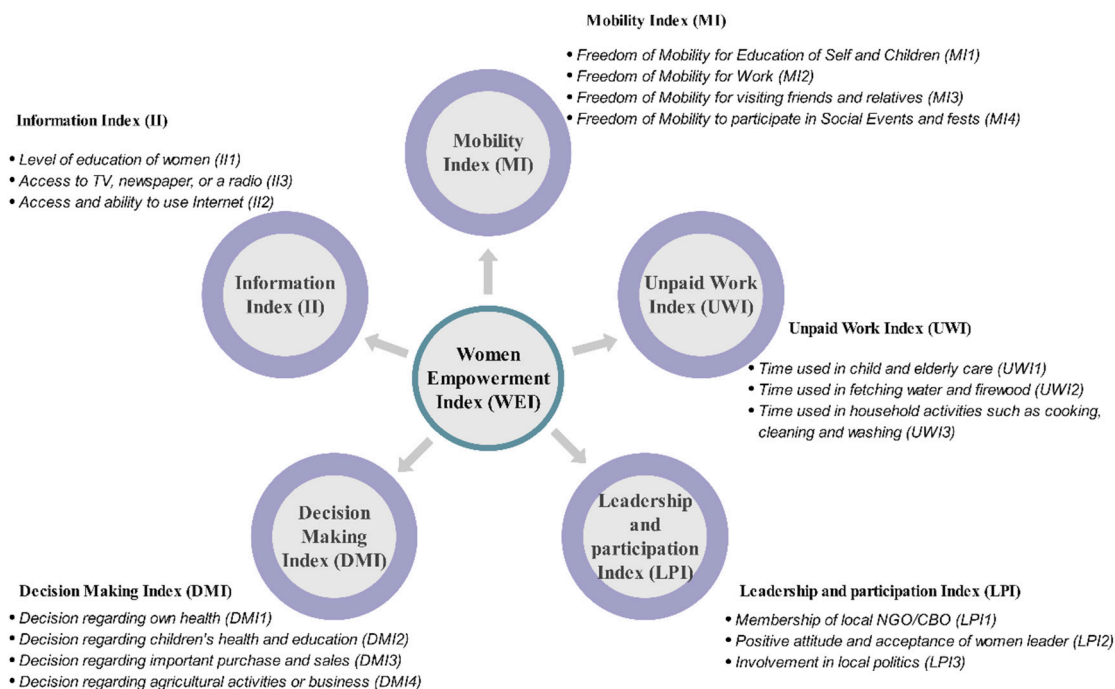 Mobility Index (MI)
• Freedom of Mobility for Education of Self and Children (MI1)
• Freedom of Mobility for Work (MI2)
• Freedom of Mobility for visiting friends and relatives (MI3)
• Freedom of Mobility to participate in Social Events and fests (MI4)
Information Index (II)
• Level of education of women (II1)
• Access to TV, newspaper, or a radio (II3)
• Access and ability to use Internet (II2)
Mobility
Index (MI)
Information
Index (II)
Unpaid Work
Index (UWI)
Women
Empowerment
Index (WEI)
Unpaid Work Index (UWI)
• Time used in child and elderly care (UWI1)
• Time used in fetching water and firewood (UWI2)
• Time used in household activities such as cooking,
cleaning and washing (UWI3)
Decision
Making
Index (DMI)
Leadership
and
participation
Index (LPI)
Decision Making Index (DMI)
• Decision regarding own health (DMI1)
• Decision regarding children's health and education (DMI2)
• Decision regarding important purchase and sales (DMI3)
• Decision regarding agricultural activities or business (DMI4)
Leadership and participation Index (LPI)
• Membership of local NGO/CBO (LPI1)
• Positive attitude and acceptance of women leader (LPI2)
• Involvement in local politics (LPI3)